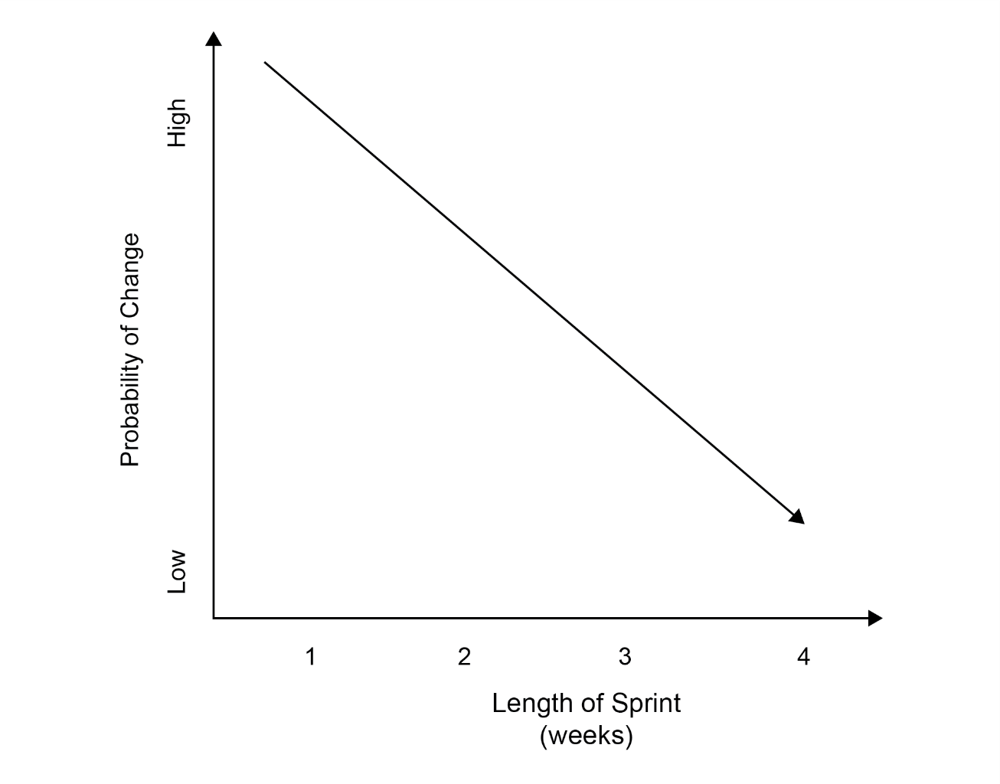 High
Probability of Change
Low
1 2 3 4
Length of Sprint
(weeks)